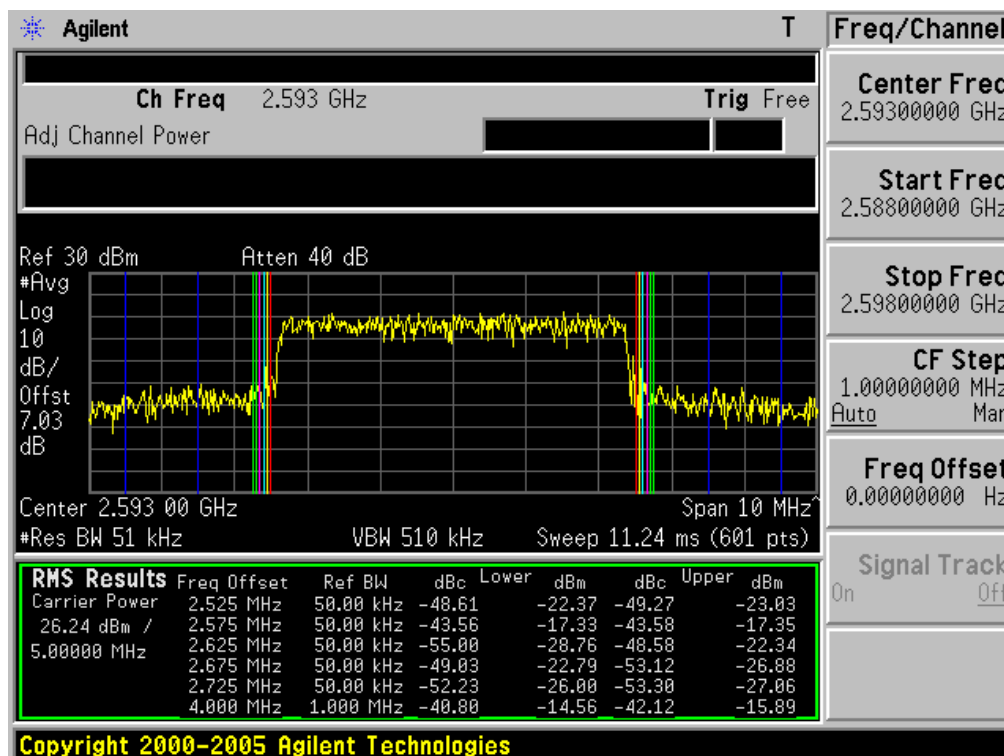 Agilent T
Freq/Channel
Ch Freq 2.593 GHz Trig Free
Adj Channel Power
Center Freq
2.59300000 GHz
Start Freq
2.58800000 GHz
Stop Freq
2.59800000 GHz
CF Step
1.00000000 MHz
Auto Man
Freq Offset
0.00000000 Hz
Signal Track
On Off
Ref 30 dBm Atten 40 dB
#Avg
Log
10
dB/
Offst
7.03
dB
Center 2.593 00 GHz Span 10 MHz^
#Res BW 51 kHz VBW 510 kHz Sweep 11.24 ms (601 pts)
RMS Results Freq Offset Ref BW dBc Lower dBm dBc Upper dBm
Carrier Power 2.525 MHz 50.00 kHz -48.61 -22.37 -49.27 -23.03
26.24 dBm / 2.575 MHz 50.00 kHz -43.56 -17.33 -43.58 -17.35
5.00000 MHz 2.625 MHz 50.00 kHz -55.00 -28.76 -48.58 -22.34
2.675 MHz 50.00 kHz -49.03 -22.79 -53.12 -26.88
2.725 MHz 50.00 kHz -52.23 -26.00 -53.30 -27.06
4.000 MHz 1.000 MHz -40.80 -14.56 -42.12 -15.89
Copyright 2000-2005 Agilent Technologies